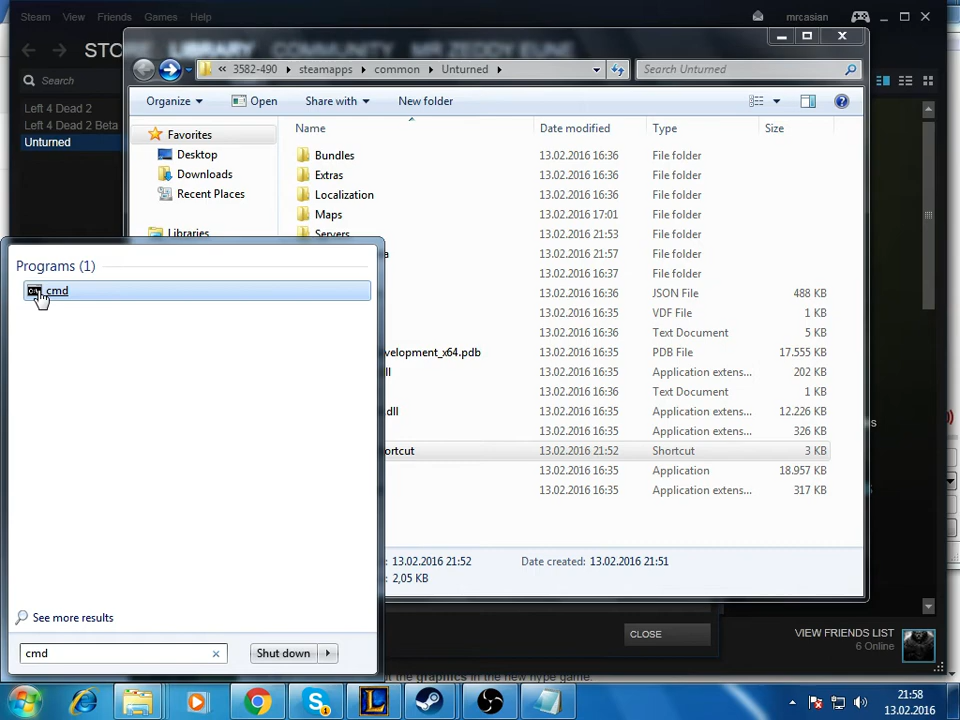 Steam View Friends Games Help mrcasian
STORE LIBRARY COMMUNITY MR ZEDDY EUNE
3582-490 steamapps common Unturned Search Unturned
Search
Organize Open Share with New folder
Left 4 Dead 2
Left 4 Dead 2 Beta
Unturned
Favorites
Desktop
Downloads
Recent Places
Libraries
Name Date modified Type Size
Bundles 13.02.2016 16:36 File folder
Extras 13.02.2016 16:36 File folder
Localization 13.02.2016 16:36 File folder
Maps 13.02.2016 17:01 File folder
Servers 13.02.2016 21:53 File folder
a 13.02.2016 21:57 File folder
13.02.2016 16:36 JSON File 488 KB
13.02.2016 16:35 VDF File 1 KB
13.02.2016 16:36 Text Document 5 KB
velopment_x64.pdb 13.02.2016 16:35 PDB File 17.555 KB
ll 13.02.2016 16:35 Application extens... 202 KB
13.02.2016 16:36 Text Document 1 KB
.dll 13.02.2016 16:35 Application extens... 12.226 KB
13.02.2016 16:35 Application extens... 326 KB
ortcut 13.02.2016 21:52 Shortcut 3 KB
13.02.2016 16:35 Application 18.957 KB
13.02.2016 16:35 Application extens... 317 KB
: 13.02.2016 21:52 Date created: 13.02.2016 21:51
: 2,05 KB
Programs (1)
cmd
See more results
cmd
Shut down
CLOSE
VIEW FRIENDS LIST
6 Online
t the graphics in the new hype game.
21:58
13.02.2016